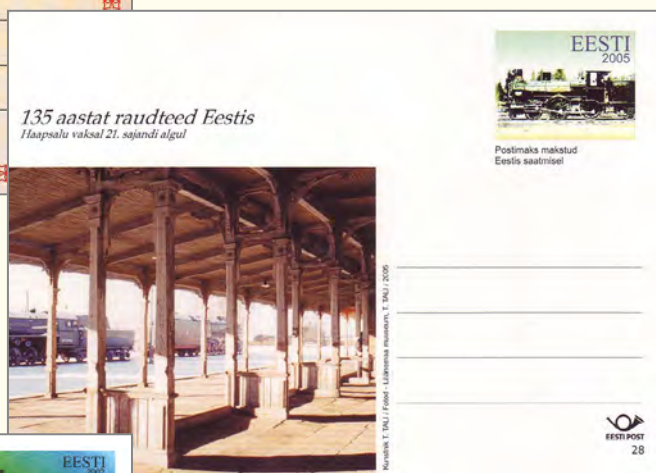 EESTI
2005
135 aastat raudteed Eestis
Haapsalu vaksal 21. sajandi algul
Postimaks makstud
Eestis saatmisel
Kunstnik T. TALI / Fotod - Läänemaa muuseum, T. TALI / 2005
EESTI POST
28
EESTI
2005